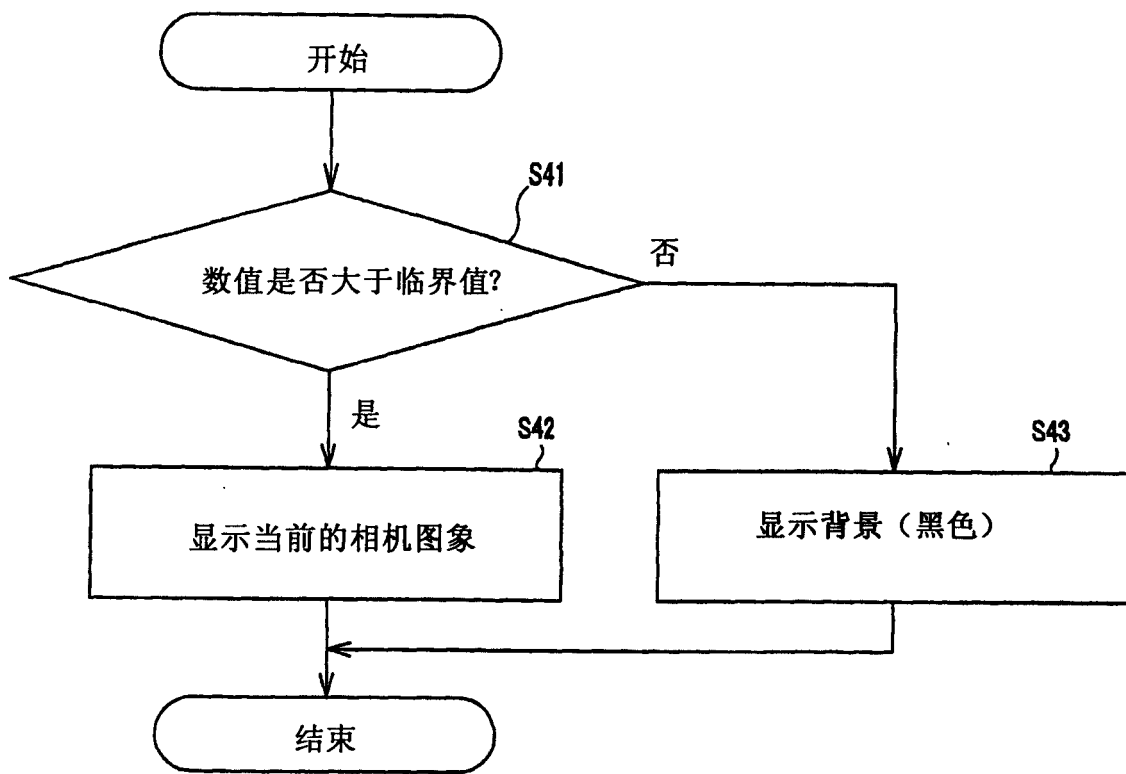 开始
S41
数值是否大于临界值?
否
是
S42
显示当前的相机图象
S43
显示背景（黑色）
结束